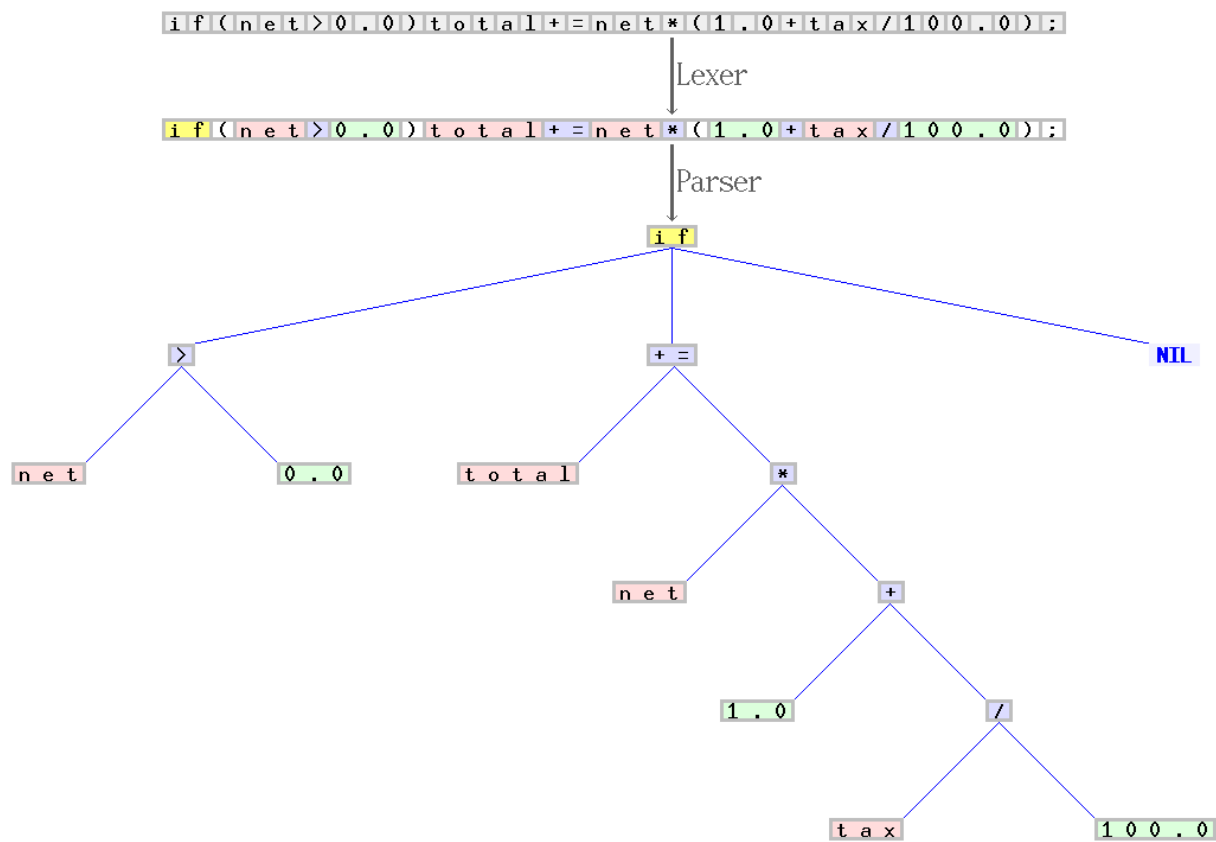 if(net>0.0)total+=net*(1.0+tax/100.0);
Lexer
if(net>0.0)total+=net*(1.0+tax/100.0);
Parser
if
> += NIL
net 0.0 total *
net +
1.0 /
tax 100.0